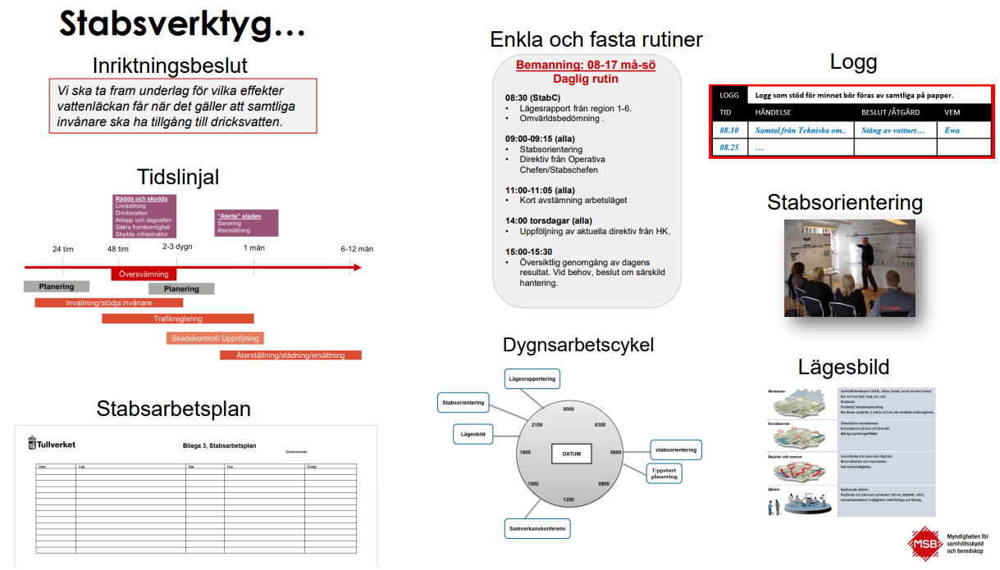 Stabsverktyg…
Inriktningsbeslut
Vi ska ta fram underlag för vilka effekter
vattenläckan får när det gäller att samtliga
invånare ska ha tillgång till dricksvatten.
Tidslinjal
Rädda och skydda
Livräddning
Dricksvatten
Avlopp och dagvatten
Säkra framkomlighet
Skydda infrastruktur
"Återta" staden
Sanering
Återställning
24 tim
48 tim
2-3 dygn
1 mån
6-12 mån
Översvämning
Planering
Planering
Invallning/stödja invånare
Trafikreglering
Skadekontroll/ Uppröjning
Återställning/städning/ersättning
Stabsarbetsplan
Tullverket
Bilaga 3, Stabsarbetsplan
Diarienummer
Vem
Vad
När
Hur
Övrigt
Enkla och fasta rutiner
Bemanning: 08-17 må-sö
Daglig rutin
08:30 (StabC)
• Lägesrapport från region 1-6.
• Omvärldsbedömning .
09:00-09:15 (alla)
• Stabsorientering
• Direktiv från Operativa
Chefen/Stabschefen
11:00-11:05 (alla)
• Kort avstämning arbetsläget
14:00 torsdagar (alla)
• Uppföljning av aktuella direktiv från HK.
15:00-15:30
• Översiktlig genomgång av dagens
resultat. Vid behov, beslut om särskild
hantering.
Dygnsarbetscykel
Lägesrapportering
Stabsorientering
Lägesbild
0000
2100
0300
1800
DATUM
0600
1500
0900
1200
stabsorientering
Uppstart
planering
Samverkanskonferens
Logg
LOGG Logg som stöd för minnet bör föras av samtliga på papper.
TID HÄNDELSE BESLUT /ÅTGÄRD VEM
08.10 Samtal från Tekniska om.. Stäng av vattnet… Ewa
08.25 …
Stabsorientering
Lägesbild
Händelsen
Konsekvenser
Åtgärder och resurser
Aktörer
MSB
Myndigheten för
samhällsskydd
och beredskap